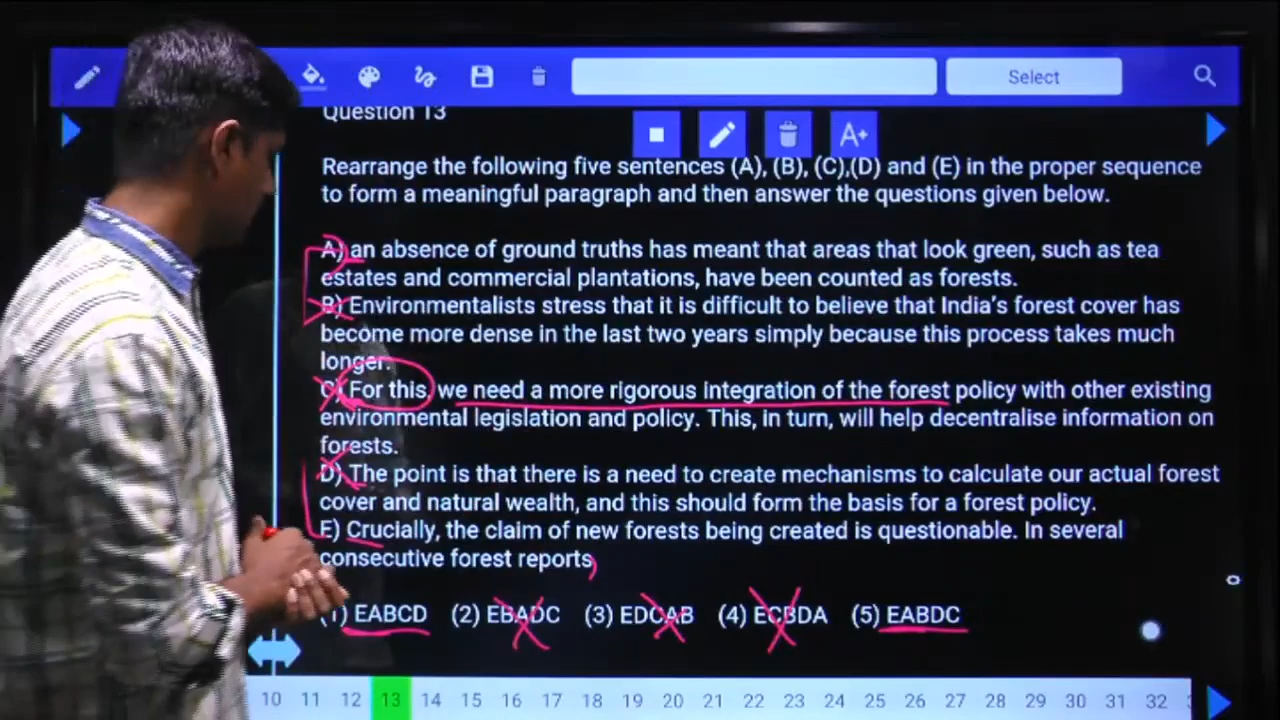 Select
Question 13
A+
Rearrange the following five sentences (A), (B), (C),(D) and (E) in the proper sequence
to form a meaningful paragraph and then answer the questions given below.
A) an absence of ground truths has meant that areas that look green, such as tea
estates and commercial plantations, have been counted as forests.
B) Environmentalists stress that it is difficult to believe that India's forest cover has
become more dense in the last two years simply because this process takes much
longer.
C) For this, we need a more rigorous integration of the forest policy with other existing
environmental legislation and policy. This, in turn, will help decentralise information on
forests.
D) The point is that there is a need to create mechanisms to calculate our actual forest
cover and natural wealth, and this should form the basis for a forest policy.
E) Crucially, the claim of new forests being created is questionable. In several
consecutive forest reports,
(1) EABCD (2) EBADC (3) EDCAB (4) ECBDA (5) EABDC
10 11 12 13 14 15 16 17 18 19 20 21 22 23 24 25 26 27 28 29 30 31 32